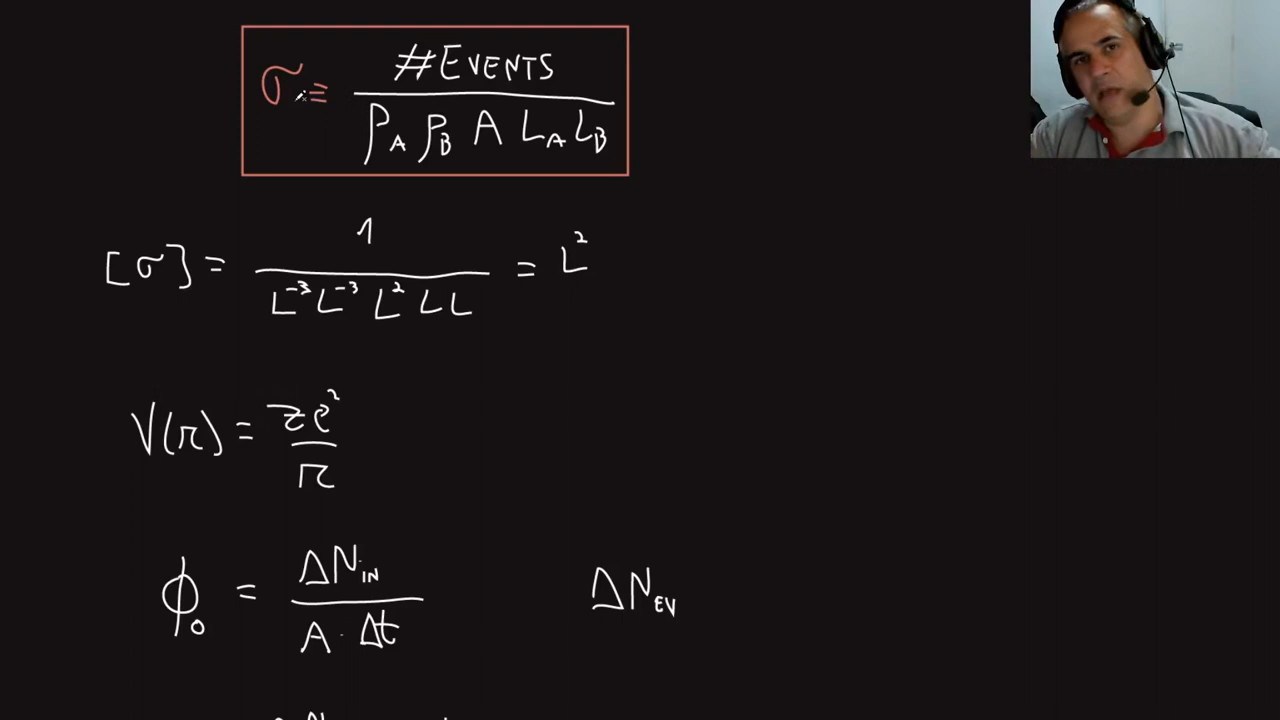 σ ≡ #EVENTS / ρ_A ρ_B A L_A L_B
[σ] = 1 / L^-3 L^-3 L^2 L L = L^2
V(r) = ze^2 / r
ϕ_0 = ΔN_IN / A · Δt    ΔN_EV